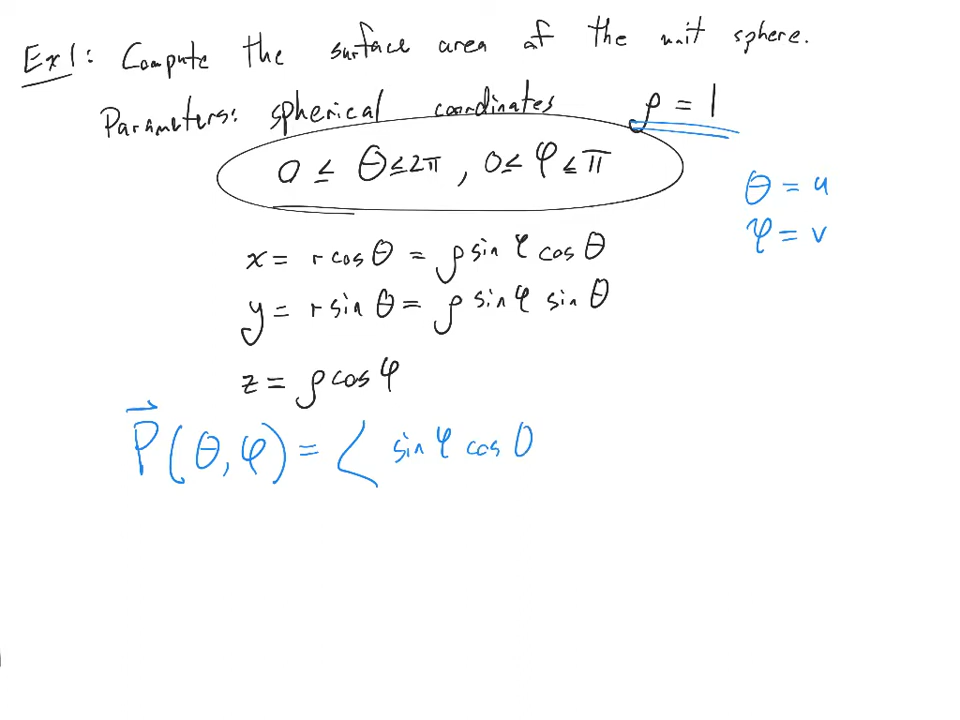 Ex1: Compute the surface area of the unit sphere.
Parameters: spherical coordinates ρ = 1
0 ≤ θ ≤ 2π , 0 ≤ φ ≤ π
θ = u
φ = v
x = r cos θ = ρ sin φ cos θ
y = r sin θ = ρ sin φ sin θ
z = ρ cos φ
P⃗(θ, φ) = ⟨ sin φ cos θ